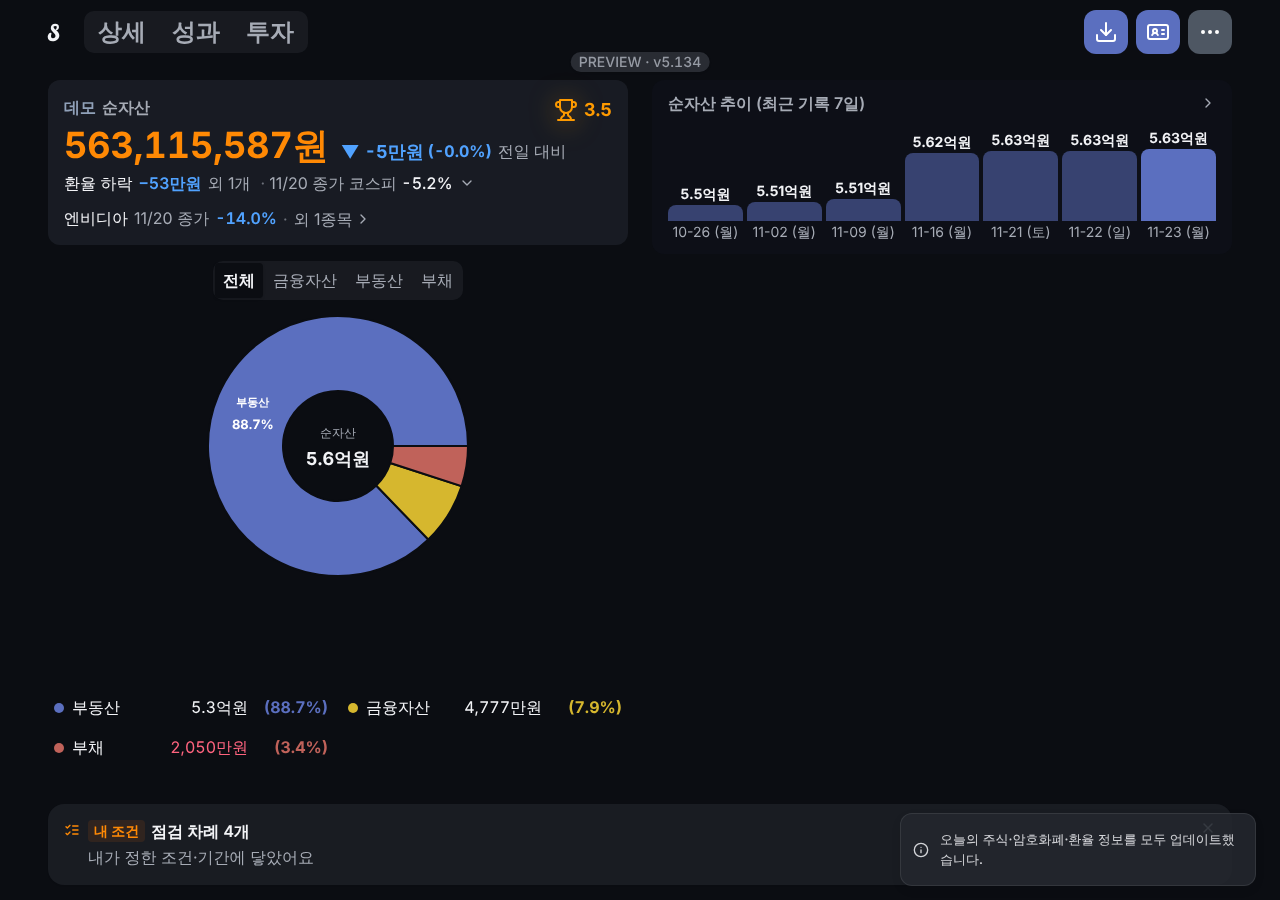 S
상세 성과 투자
PREVIEW · v5.134
데모 순자산
3.5
563,115,587원 ▼ -5만원 (-0.0%) 전일 대비
환율 하락 −53만원 외 1개 · 11/20 종가 코스피 -5.2%
엔비디아 11/20 종가 -14.0% · 외 1종목
순자산 추이 (최근 기록 7일)
5.5억원 5.51억원 5.51억원 5.62억원 5.63억원 5.63억원 5.63억원
10-26 (월) 11-02 (월) 11-09 (월) 11-16 (월) 11-21 (토) 11-22 (일) 11-23 (월)
전체 금융자산 부동산 부채
부동산
88.7%
순자산
5.6억원
부동산 5.3억원 (88.7%) 금융자산 4,777만원 (7.9%)
부채 2,050만원 (3.4%)
내 조건 점검 차례 4개
내가 정한 조건·기간에 닿았어요
오늘의 주식·암호화폐·환율 정보를 모두 업데이트했
습니다.